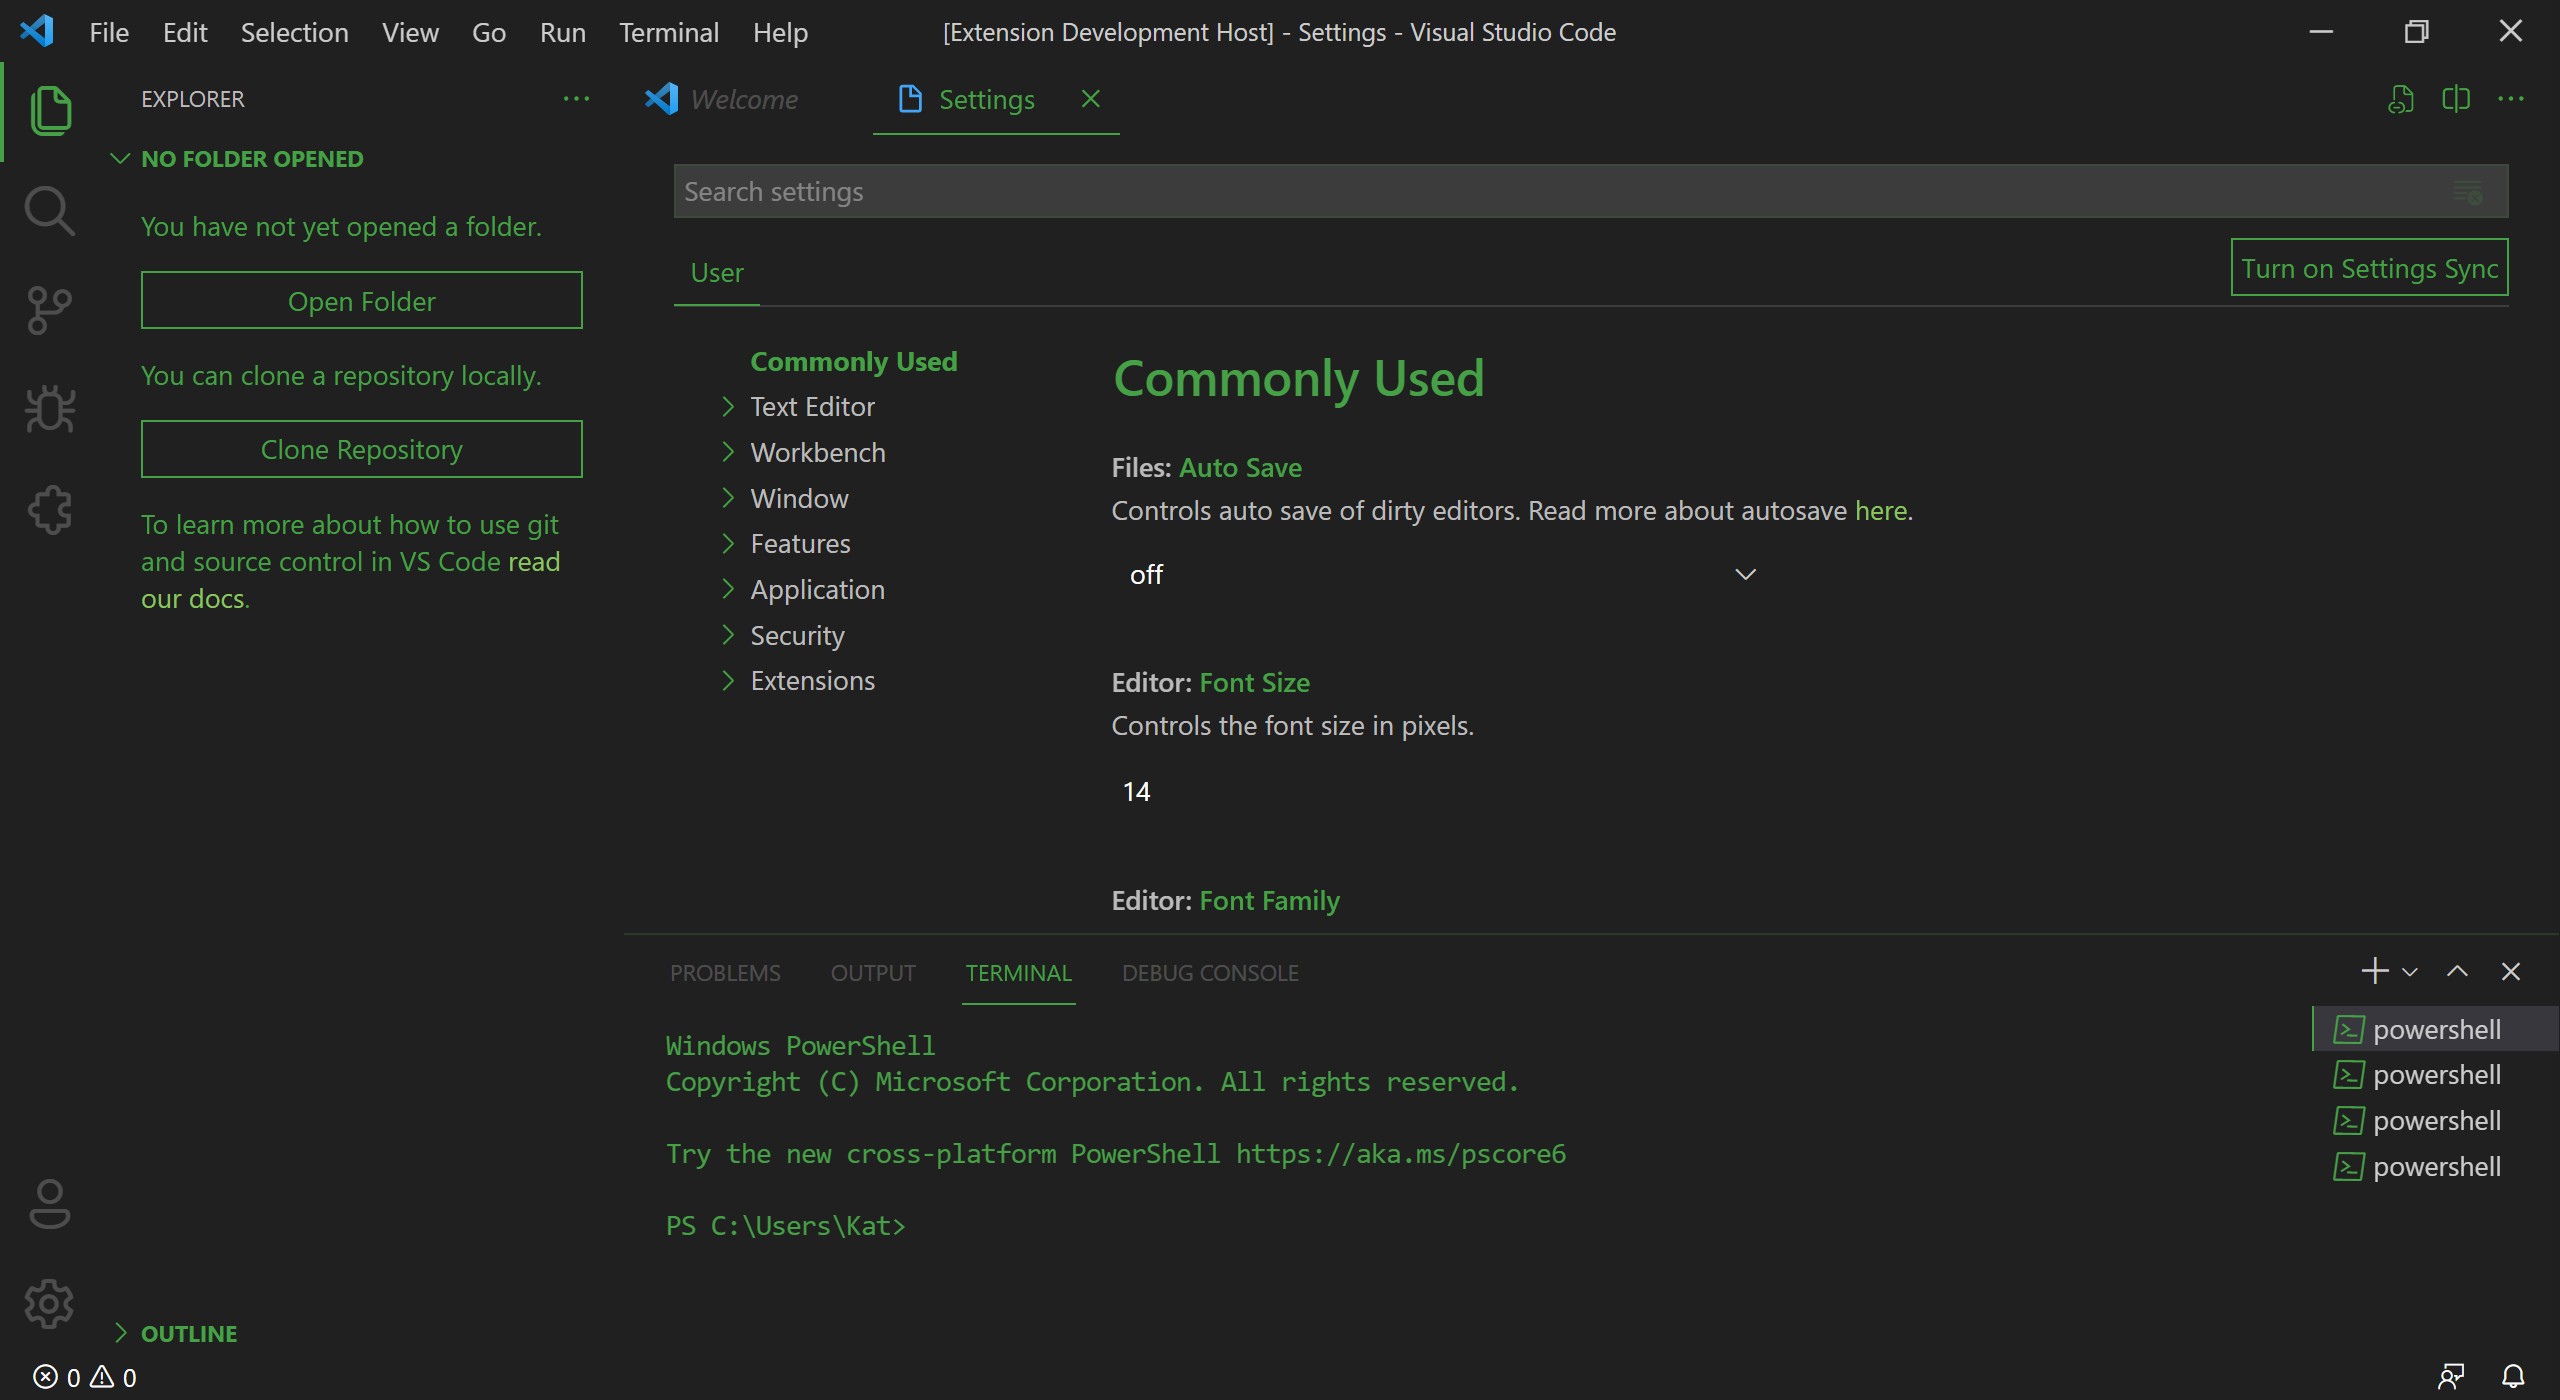 File Edit Selection View Go Run Terminal Help
[Extension Development Host] - Settings - Visual Studio Code
EXPLORER
NO FOLDER OPENED
You have not yet opened a folder.
Open Folder
You can clone a repository locally.
Clone Repository
To learn more about how to use git
and source control in VS Code read
our docs.
OUTLINE
Welcome
Settings
Search settings
User
Turn on Settings Sync
Commonly Used
Text Editor
Workbench
Window
Features
Application
Security
Extensions
Commonly Used
Files: Auto Save
Controls auto save of dirty editors. Read more about autosave here.
off
Editor: Font Size
Controls the font size in pixels.
14
Editor: Font Family
PROBLEMS OUTPUT TERMINAL DEBUG CONSOLE
Windows PowerShell
Copyright (C) Microsoft Corporation. All rights reserved.
Try the new cross-platform PowerShell https://aka.ms/pscore6
PS C:\Users\Kat>
powershell
powershell
powershell
powershell
0 0